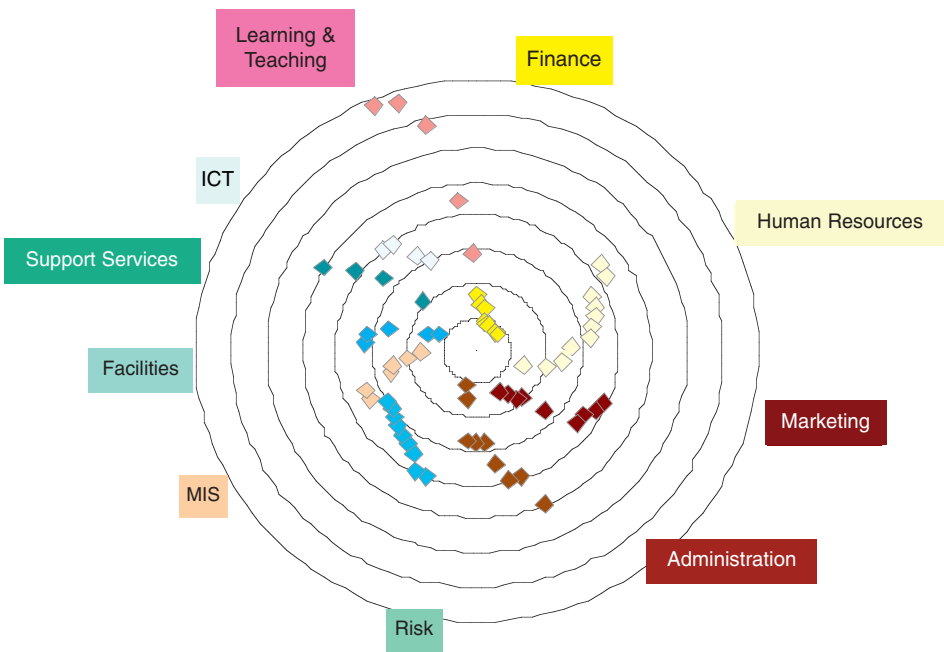 Learning &
Teaching
Finance
ICT
Human Resources
Support Services
Facilities
Marketing
MIS
Administration
Risk